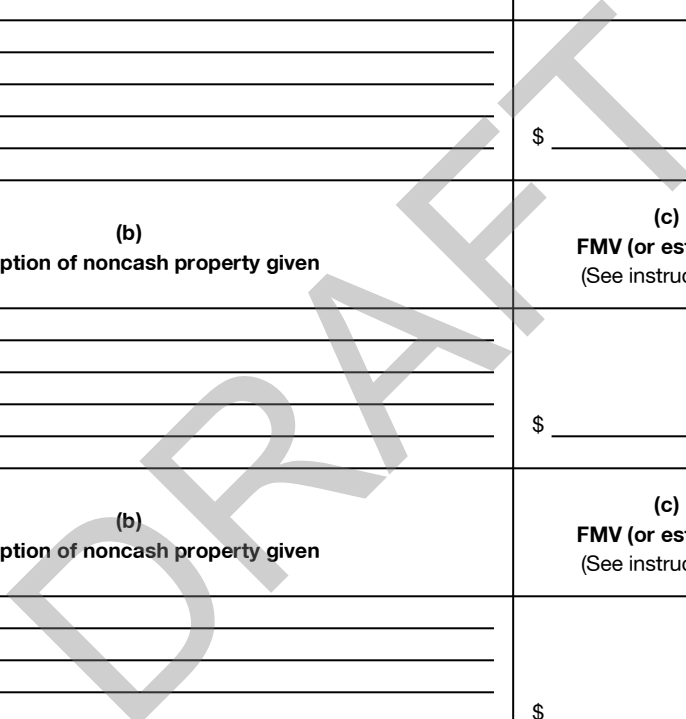 $
(b)
ption of noncash property given
(c)
FMV (or est
(See instruc
$
(b)
ption of noncash property given
(c)
FMV (or est
(See instruc
$
DRAFT